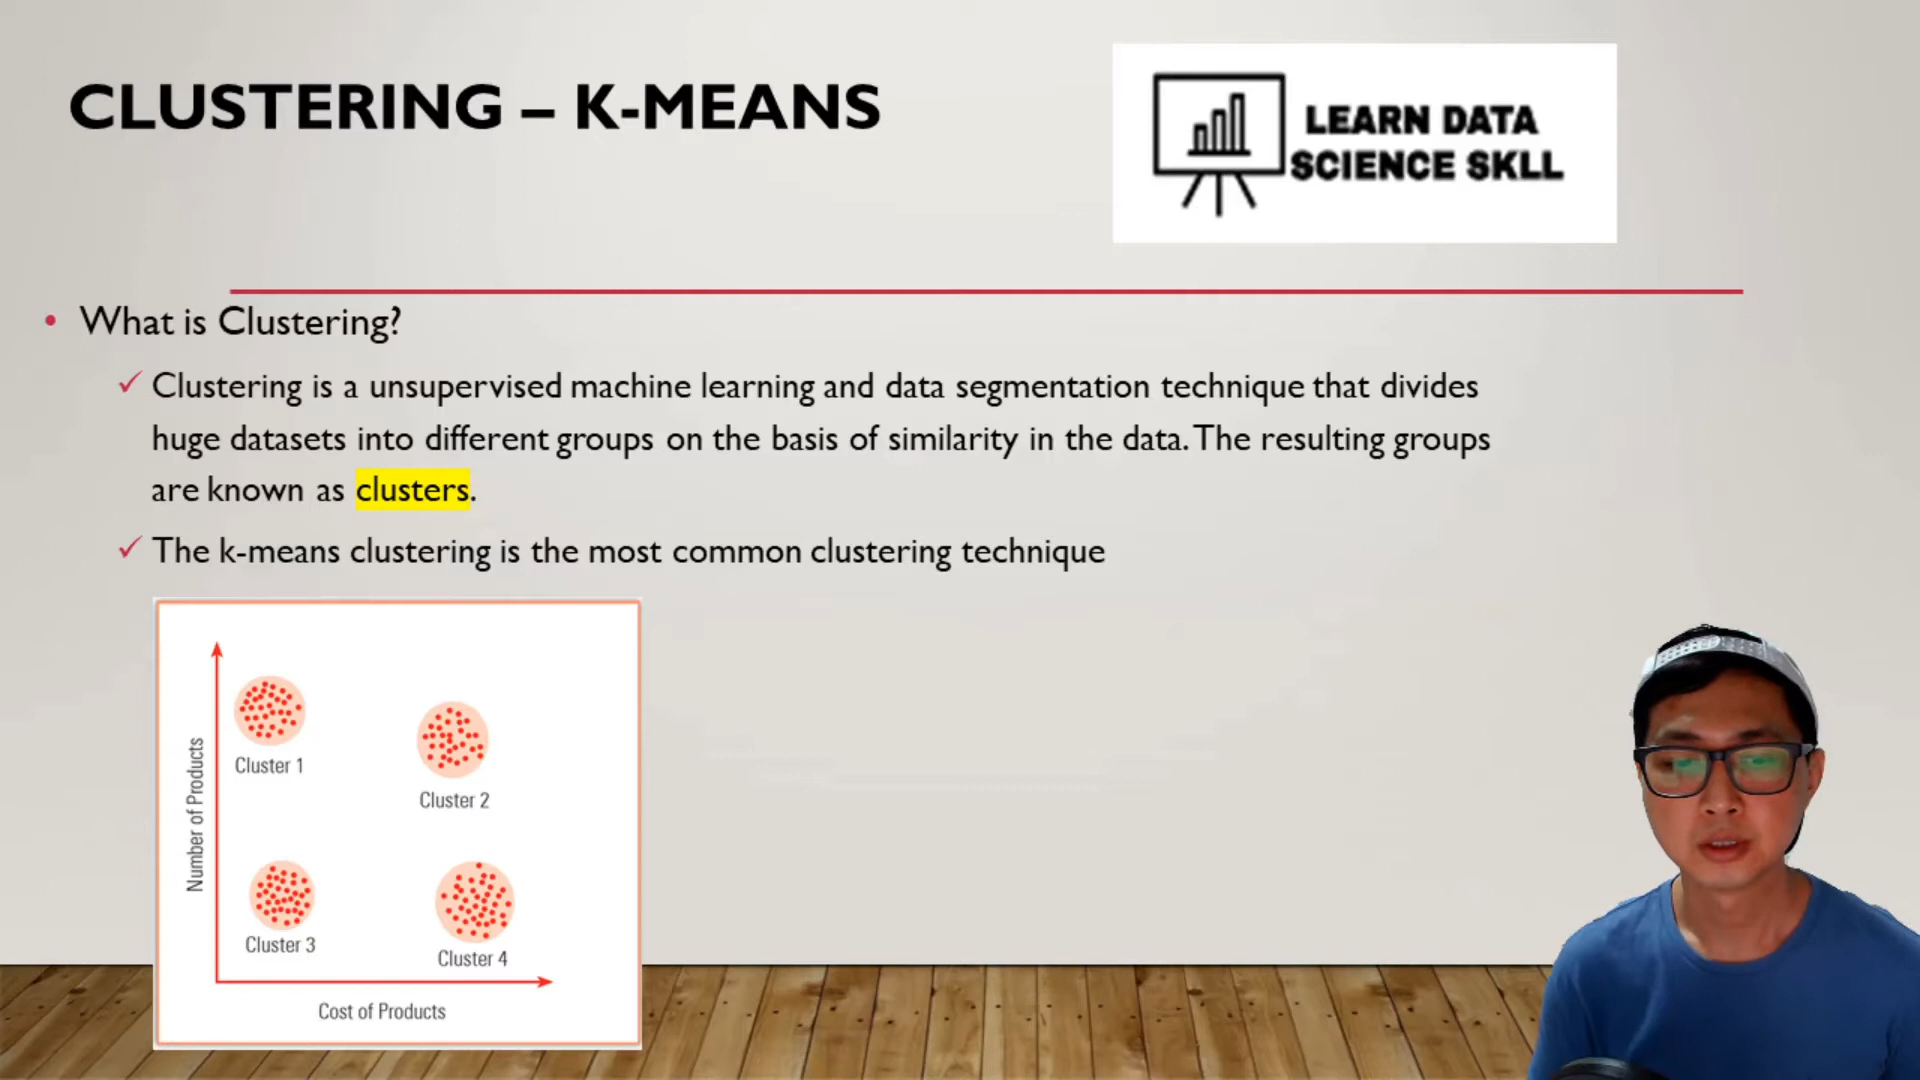 CLUSTERING – K-MEANS
LEARN DATA
SCIENCE SKLL
• What is Clustering?
✓ Clustering is a unsupervised machine learning and data segmentation technique that divides
huge datasets into different groups on the basis of similarity in the data. The resulting groups
are known as clusters.
✓ The k-means clustering is the most common clustering technique
Number of Products
Cluster 1
Cluster 2
Cluster 3
Cluster 4
Cost of Products